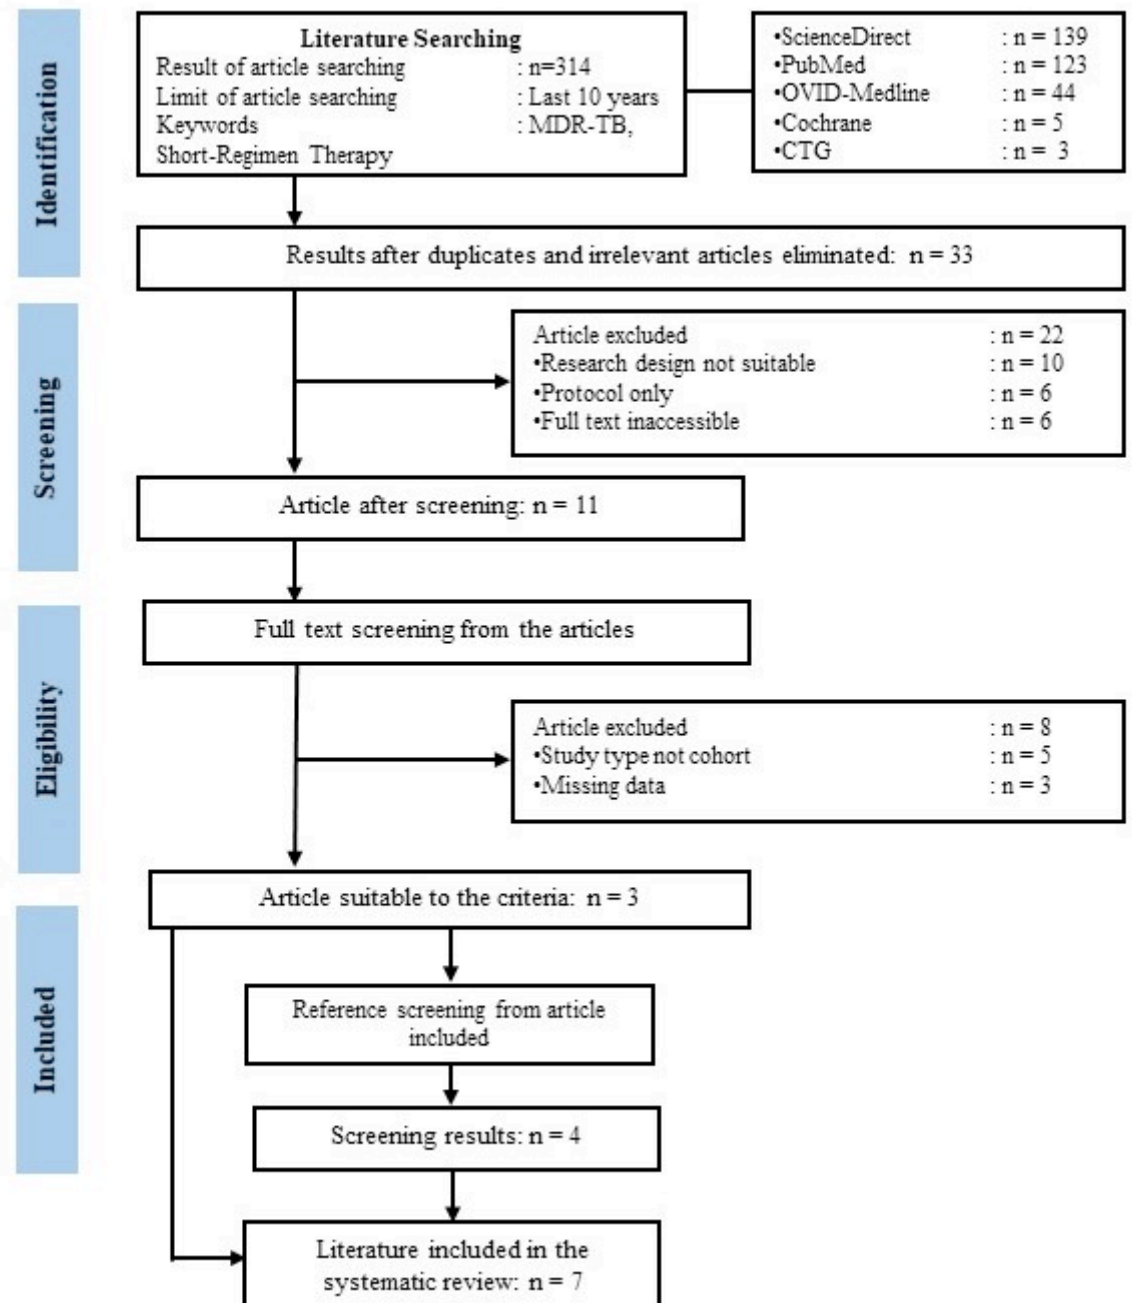 Identification
Literature Searching
Result of article searching : n=314
Limit of article searching : Last 10 years
Keywords : MDR-TB,
Short-Regimen Therapy
•ScienceDirect : n = 139
•PubMed : n = 123
•OVID-Medline : n = 44
•Cochrane : n = 5
•CTG : n = 3
Results after duplicates and irrelevant articles eliminated: n = 33
Screening
Article excluded : n = 22
•Research design not suitable : n = 10
•Protocol only : n = 6
•Full text inaccessible : n = 6
Article after screening: n = 11
Eligibility
Full text screening from the articles
Article excluded : n = 8
•Study type not cohort : n = 5
•Missing data : n = 3
Article suitable to the criteria: n = 3
Included
Reference screening from article
included
Screening results: n = 4
Literature included in the
systematic review: n = 7